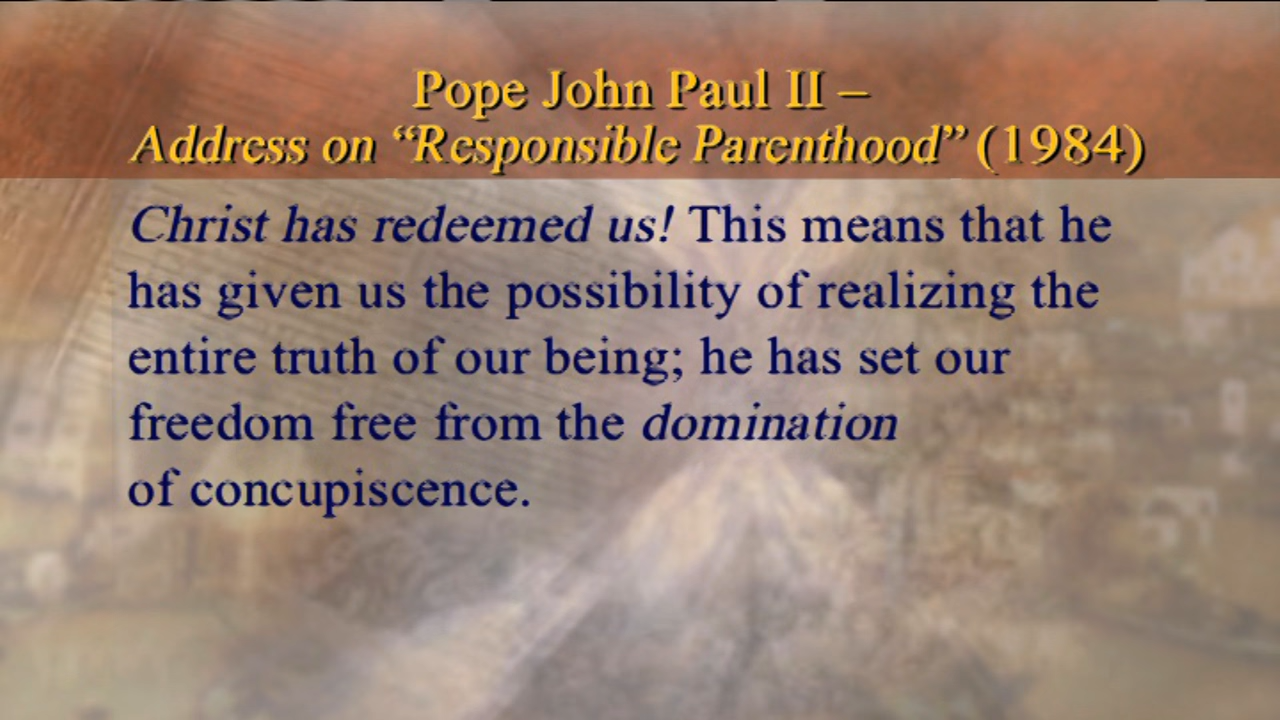 Pope John Paul II –
Address on “Responsible Parenthood” (1984)
Christ has redeemed us! This means that he
has given us the possibility of realizing the
entire truth of our being; he has set our
freedom free from the domination
of concupiscence.